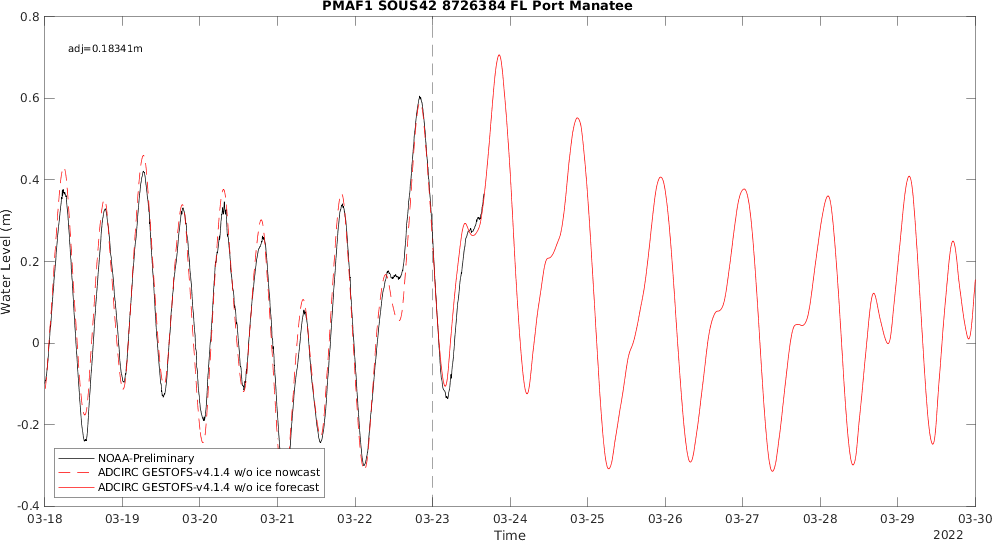 PMAF1 SOUS42 8726384 FL Port Manatee
adj=0.18341m
0.8
0.6
0.4
0.2
0
-0.2
-0.4
Water Level (m)
NOAA-Preliminary
ADCIRC GESTOFS-v4.1.4 w/o ice nowcast
ADCIRC GESTOFS-v4.1.4 w/o ice forecast
03-18 03-19 03-20 03-21 03-22 03-23 03-24 03-25 03-26 03-27 03-28 03-29 03-30
Time
2022